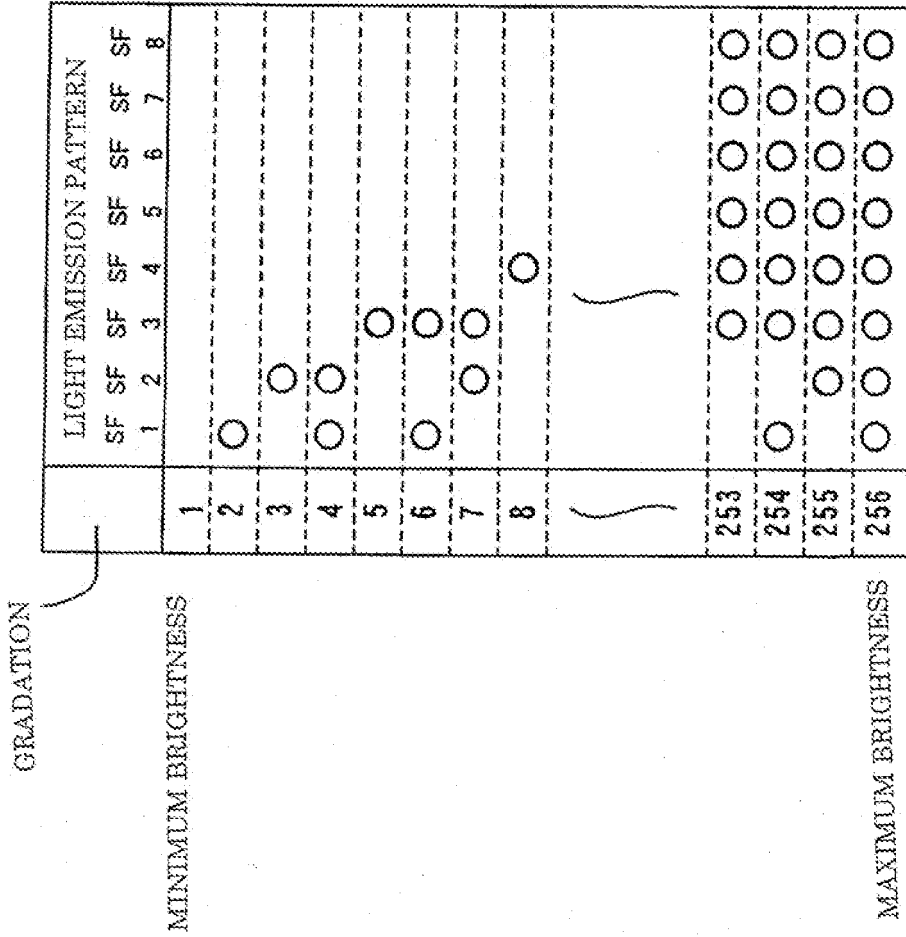 GRADATION
LIGHT EMISSION PATTERN
SF SF SF SF SF SF SF SF
1 2 3 4 5 6 7 8
MINIMUM BRIGHTNESS
1
2
3
4
5
6
7
8
253
254
255
256
MAXIMUM BRIGHTNESS